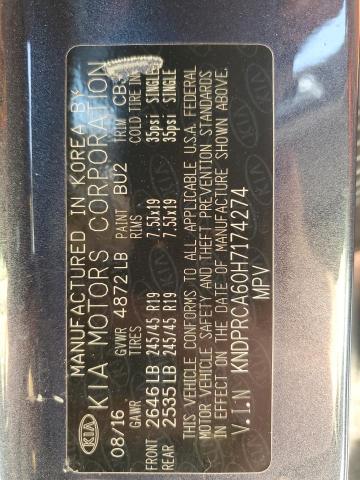 MANUFACTURED IN KOREA BY
KIA KIA MOTORS CORPORATION
08/16 GVWR 4872LB PAINT BU2 TRIM
GAWR TIRES RIMS COLD TIRE
FRONT 2646LB 245/45 R19 7.5Jx19 35psi SINGLE
REAR 2535LB 245/45 R19 7.5Jx19 35psi SINGLE
THIS VEHICLE CONFORMS TO ALL APPLICABLE U.S.A. FEDERAL
MOTOR VEHICLE SAFETY AND THEFT PREVENTION STANDARDS
IN EFFECT ON THE DATE OF MANUFACTURE SHOWN ABOVE.
V.I.N KNDPRCA60H7174274
MPV